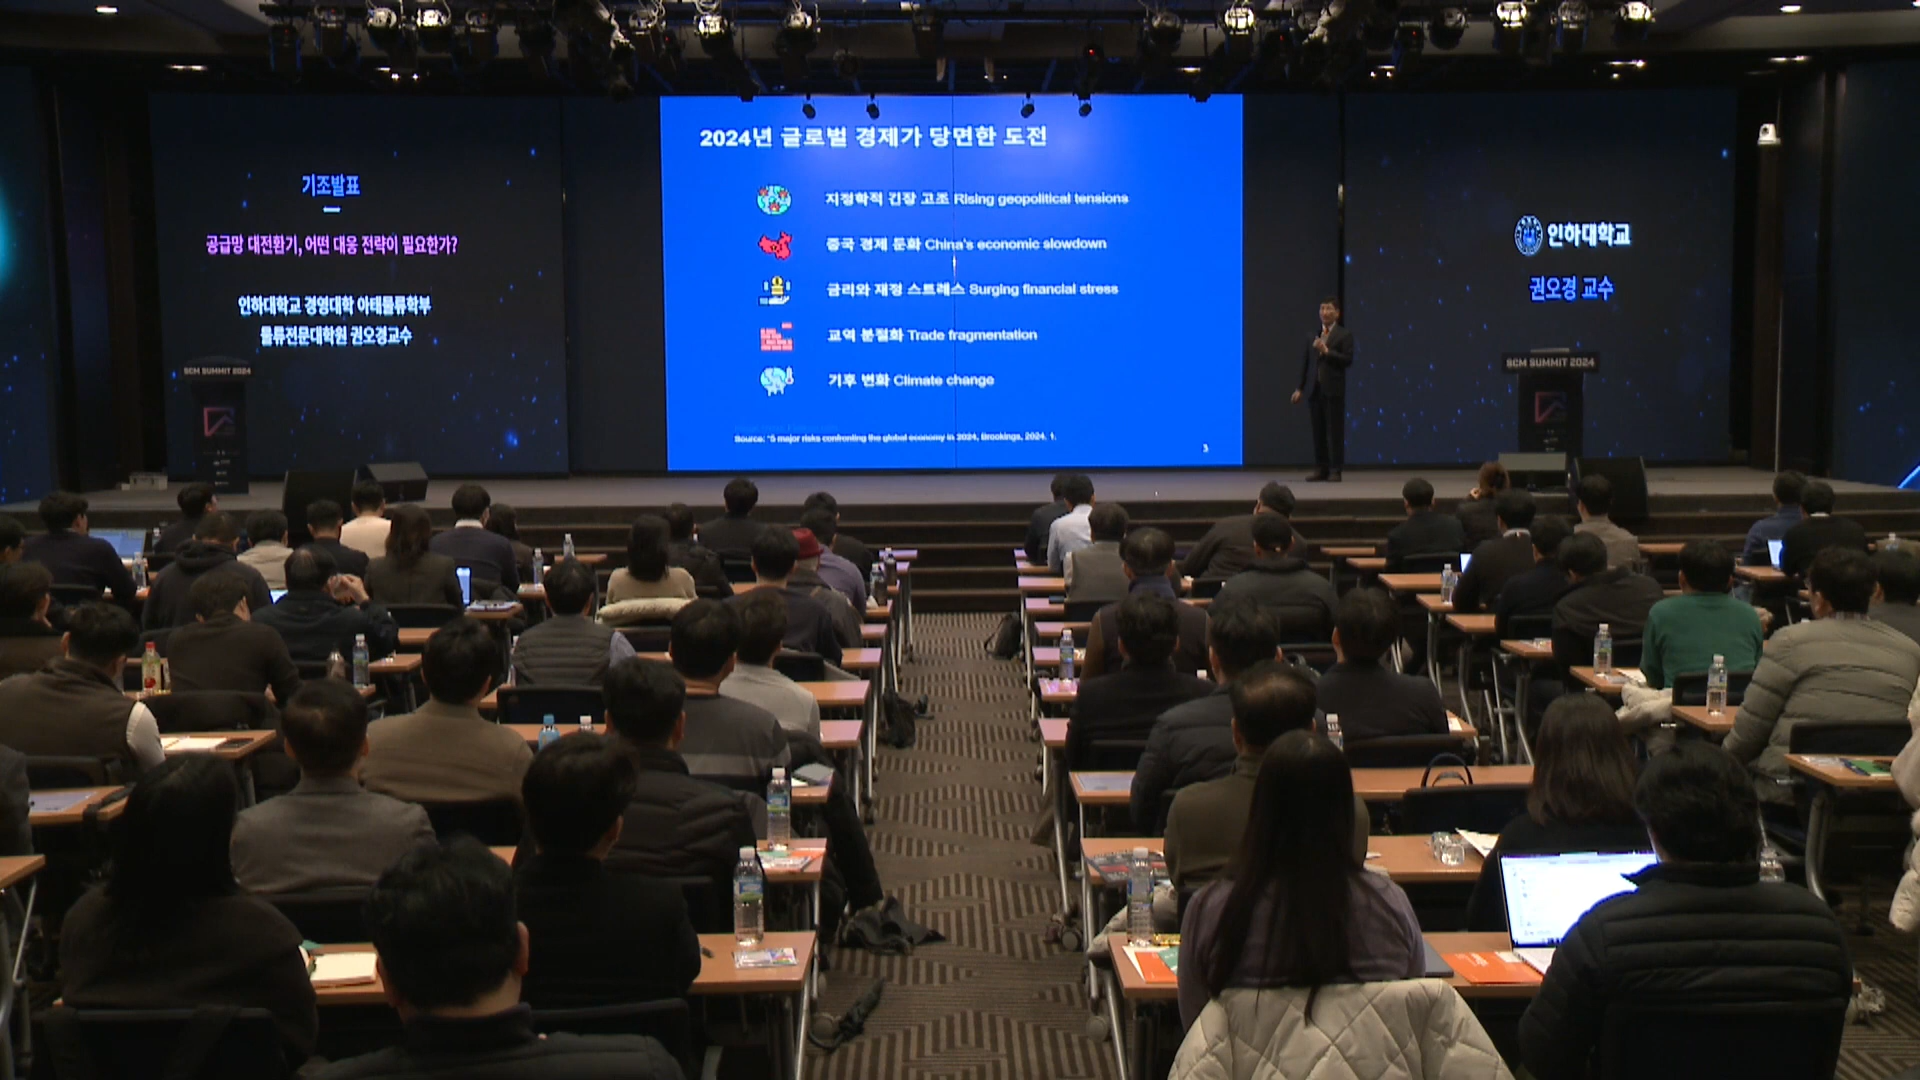 기조발표
공급망 대전환기, 어떤 대응 전략이 필요한가?
인하대학교 경영대학 아태물류학부
물류전문대학원 권오경교수
SCM SUMMIT 2024
2024년 글로벌 경제가 당면한 도전
지정학적 긴장 고조 Rising geopolitical tensions
중국 경제 둔화 China's economic slowdown
금리와 재정 스트레스 Surging financial stress
교역 분절화 Trade fragmentation
기후 변화 Climate change
Source: "5 major risks confronting the global economy in 2024, Brookings, 2024. 1.
3
인하대학교
권오경 교수
SCM SUMMIT 2024